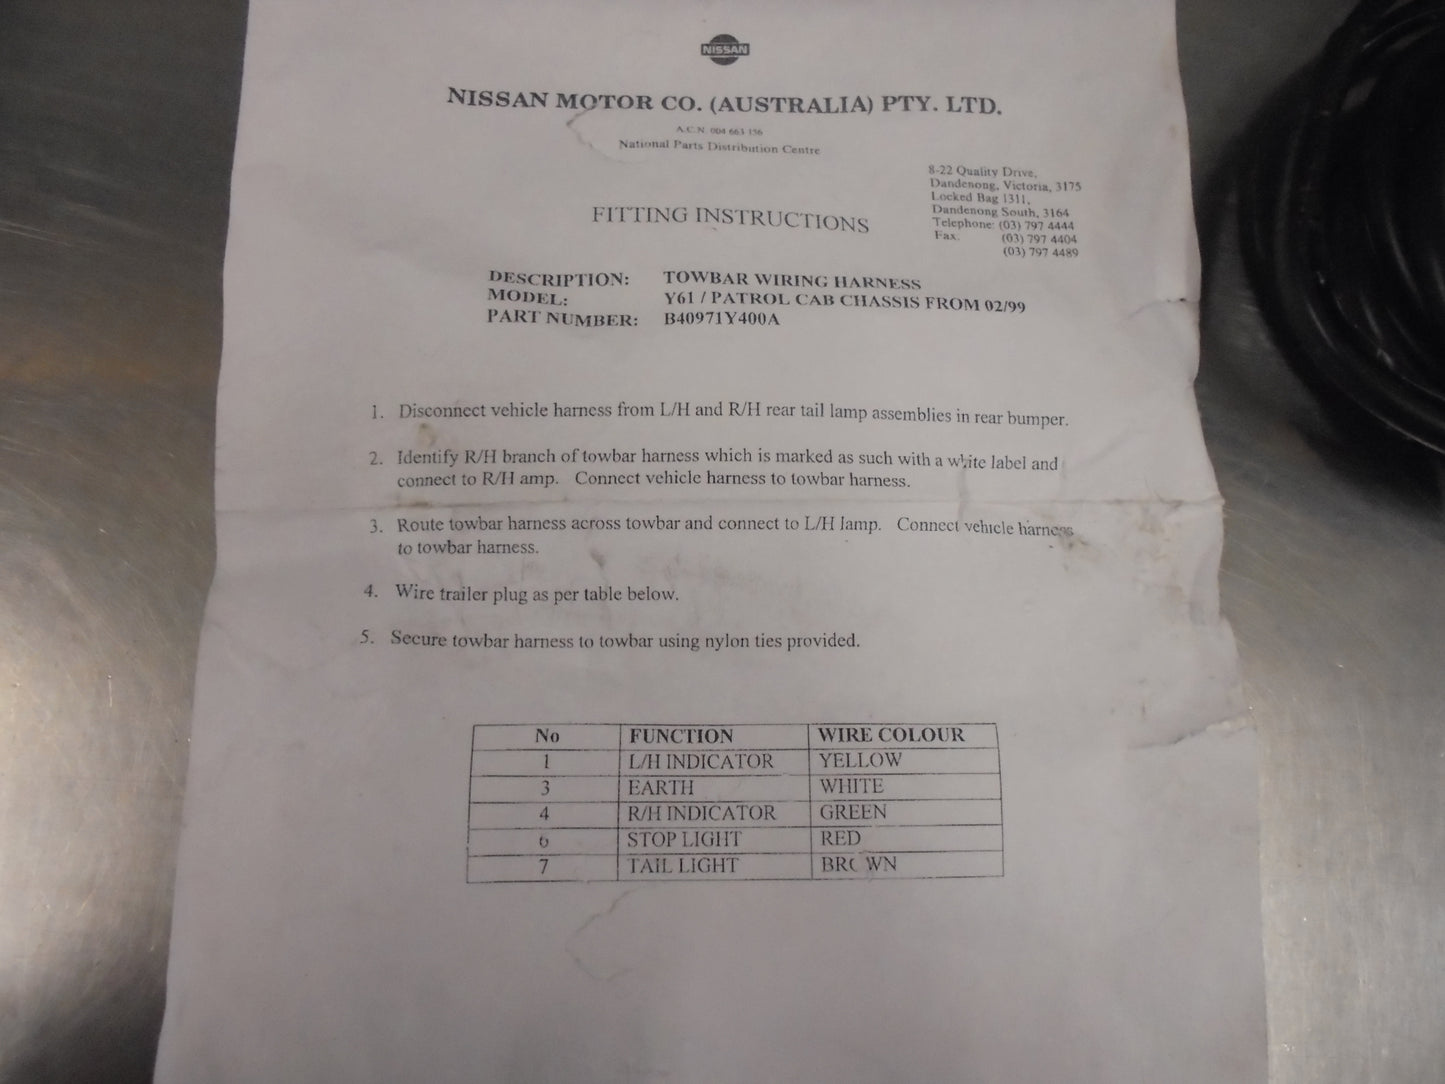 NISSAN
NISSAN MOTOR CO. (AUSTRALIA) PTY. LTD.
A.C.N. 004 663 156
National Parts Distribution Centre
8-22 Quality Drive,
Dandenong, Victoria, 3175
Locked Bag 1311,
Dandenong South, 3164
Telephone: (03) 797 4444
Fax. (03) 797 4404
(03) 797 4489
FITTING INSTRUCTIONS
DESCRIPTION: TOWBAR WIRING HARNESS
MODEL: Y61 / PATROL CAB CHASSIS FROM 02/99
PART NUMBER: B40971Y400A
1. Disconnect vehicle harness from L/H and R/H rear tail lamp assemblies in rear bumper.
2. Identify R/H branch of towbar harness which is marked as such with a white label and
connect to R/H amp. Connect vehicle harness to towbar harness.
3. Route towbar harness across towbar and connect to L/H lamp. Connect vehicle harness
to towbar harness.
4. Wire trailer plug as per table below.
5. Secure towbar harness to towbar using nylon ties provided.
No FUNCTION WIRE COLOUR
1 L/H INDICATOR YELLOW
3 EARTH WHITE
4 R/H INDICATOR GREEN
6 STOP LIGHT RED
7 TAIL LIGHT BROWN